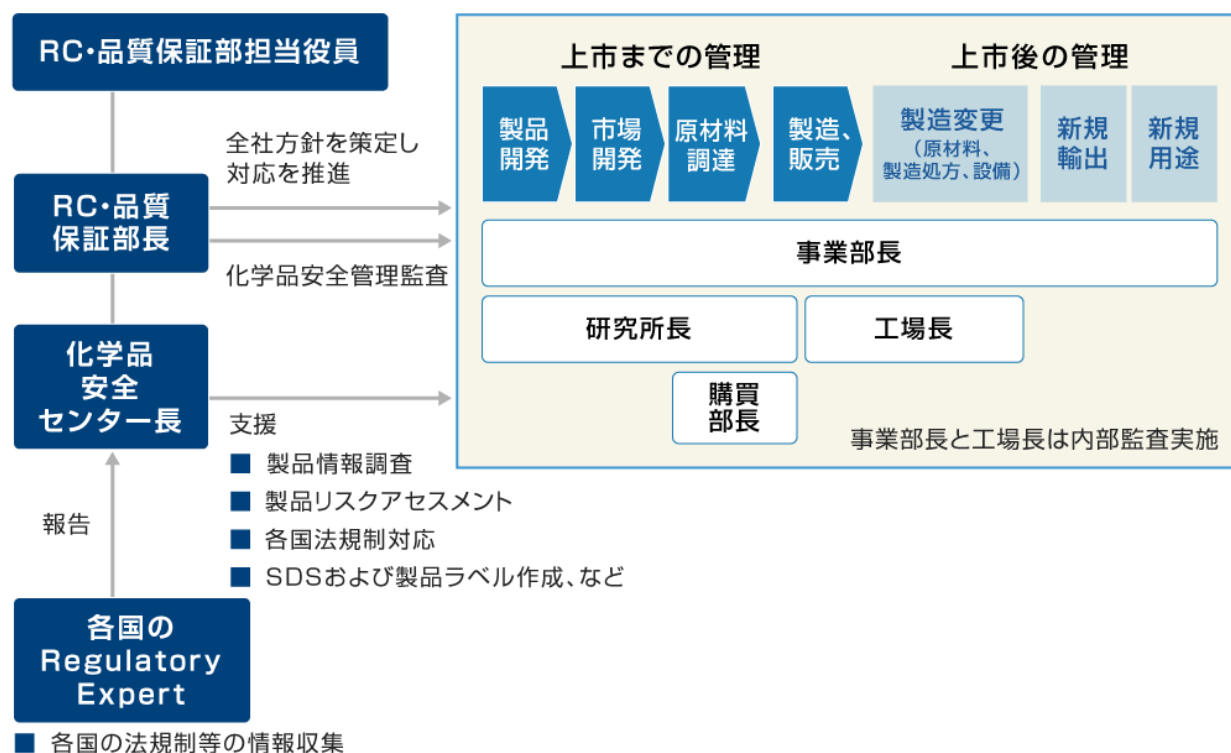 RC・品質保証部担当役員
全社方針を策定し
対応を推進
RC・品質
保証部長
化学品安全管理監査
化学品
安全
センター長
支援
■ 製品情報調査
■ 製品リスクアセスメント
■ 各国法規制対応
■ SDSおよび製品ラベル作成、など
報告
各国の
Regulatory
Expert
■ 各国の法規制等の情報収集
上市までの管理
上市後の管理
製品
開発
市場
開発
原材料
調達
製造、
販売
製造変更
(原材料、
製造処方、設備)
新規
輸出
新規
用途
事業部長
研究所長
工場長
購買
部長
事業部長と工場長は内部監査実施